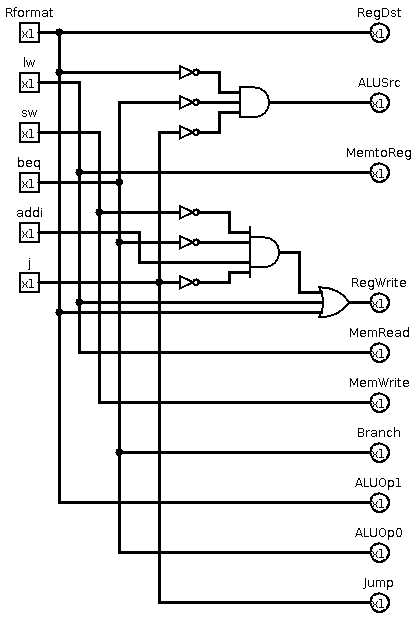 Rformat
x1
RegDst
x1
lw
x1
ALUSrc
x1
sw
x1
MemtoReg
x1
beq
x1
addi
x1
j
x1
RegWrite
x1
MemRead
x1
MemWrite
x1
Branch
x1
ALUOp1
x1
ALUOp0
x1
Jump
x1